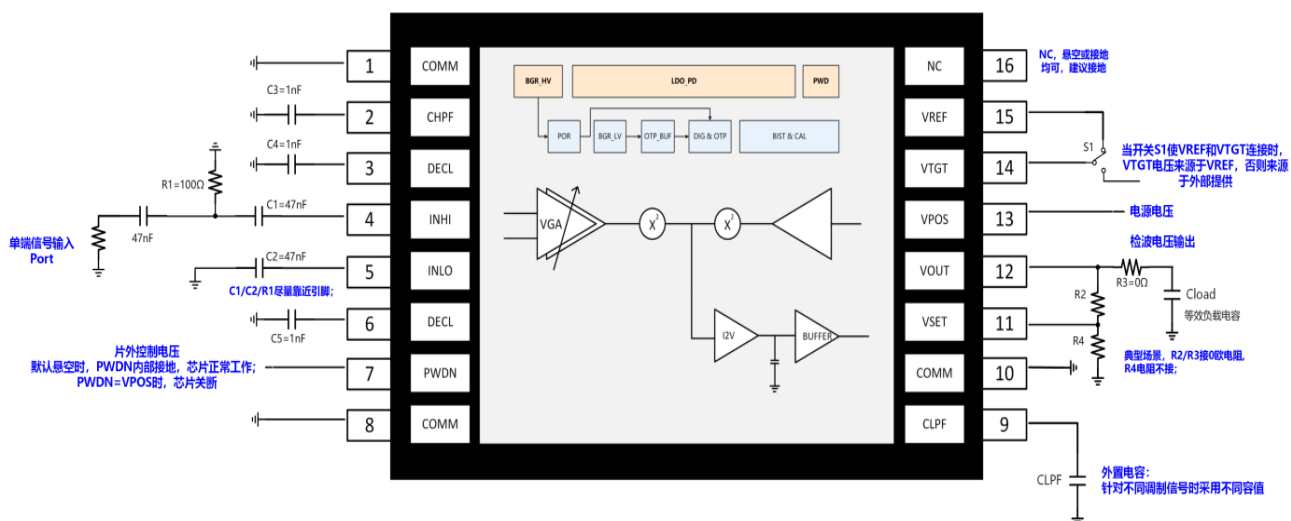 1
COMM
C3=1nF
2
CHPF
C4=1nF
3
DECL
R1=100Ω
C1=47nF
4
INHI
47nF
单端信号输入
Port
C2=47nF
5
INLO
C1/C2/R1尽量靠近引脚;
C5=1nF
6
DECL
片外控制电压
默认悬空时，PWDN内部接地，芯片正常工作;
PWDN=VPOS时，芯片关断
7
PWDN
8
COMM
BGR_HV
LDO_PD
PWD
POR
BGR_LV
OTP_BUF
DIG & OTP
BIST & CAL
VGA
X²
X²
I2V
BUFFER
NC
16
NC，悬空或接地
均可，建议接地
VREF
15
S1
当开关S1使VREF和VTGT连接时，
VTGT电压来源于VREF，否则来源
于外部提供
VTGT
14
VPOS
13
电源电压
检波电压输出
VOUT
12
R3=0Ω
R2
Cload
等效负载电容
VSET
11
R4
典型场景，R2/R3接0欧电阻,
R4电阻不接;
COMM
10
CLPF
9
CLPF
外置电容:
针对不同调制信号时采用不同容值